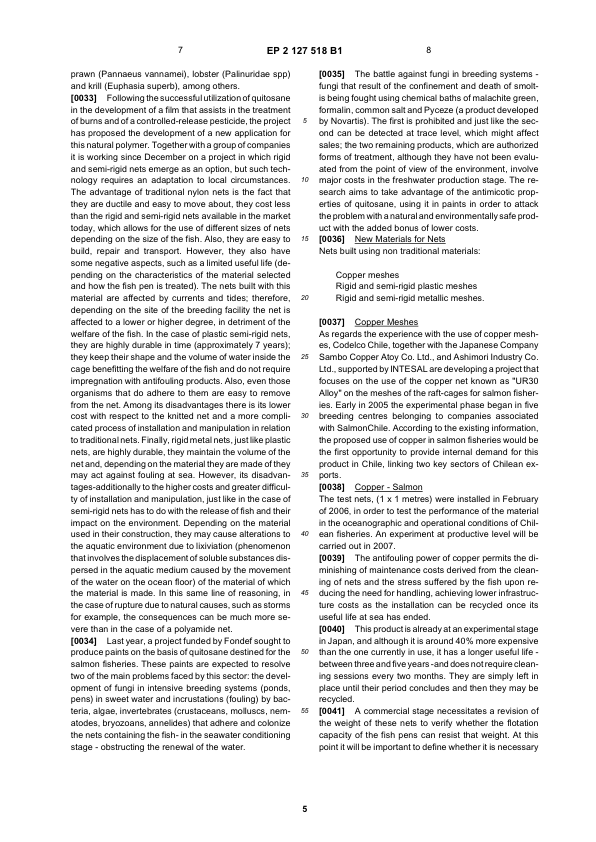 7
EP 2 127 518 B1
8
prawn (Pannaeus vannamei), lobster (Palinuridae spp)
and krill (Euphasia superb), among others.
[0033] Following the successful utilization of quitosane
in the development of a film that assists in the treatment
of burns and of a controlled-release pesticide, the project
has proposed the development of a new application for
this natural polymer. Together with a group of companies
it is working since December on a project in which rigid
and semi-rigid nets emerge as an option, but such tech-
nology requires an adaptation to local circumstances.
The advantage of traditional nylon nets is the fact that
they are ductile and easy to move about, they cost less
than the rigid and semi-rigid nets available in the market
today, which allows for the use of different sizes of nets
depending on the size of the fish. Also, they are easy to
build, repair and transport. However, they also have
some negative aspects, such as a limited useful life (de-
pending on the characteristics of the material selected
and how the fish pen is treated). The nets built with this
material are affected by currents and tides; therefore,
depending on the site of the breeding facility the net is
affected to a lower or higher degree, in detriment of the
welfare of the fish. In the case of plastic semi-rigid nets,
they are highly durable in time (approximately 7 years);
they keep their shape and the volume of water inside the
cage benefitting the welfare of the fish and do not require
impregnation with antifouling products. Also, even those
organisms that do adhere to them are easy to remove
from the net. Among its disadvantages there is its lower
cost with respect to the knitted net and a more compli-
cated process of installation and manipulation in relation
to traditional nets. Finally, rigid metal nets, just like plastic
nets, are highly durable, they maintain the volume of the
net and, depending on the material they are made of they
may act against fouling at sea. However, its disadvan-
tages-additionally to the higher costs and greater difficul-
ty of installation and manipulation, just like in the case of
semi-rigid nets has to do with the release of fish and their
impact on the environment. Depending on the material
used in their construction, they may cause alterations to
the aquatic environment due to lixiviation (phenomenon
that involves the displacement of soluble substances dis-
persed in the aquatic medium caused by the movement
of the water on the ocean floor) of the material of which
the material is made. In this same line of reasoning, in
the case of rupture due to natural causes, such as storms
for example, the consequences can be much more se-
vere than in the case of a polyamide net.
[0034] Last year, a project funded by Fondef sought to
produce paints on the basis of quitosane destined for the
salmon fisheries. These paints are expected to resolve
two of the main problems faced by this sector: the devel-
opment of fungi in intensive breeding systems (ponds,
pens) in sweet water and incrustations (fouling) by bac-
teria, algae, invertebrates (crustaceans, molluscs, nem-
atodes, bryozoans, annelides) that adhere and colonize
the nets containing the fish- in the seawater conditioning
stage - obstructing the renewal of the water.
5
10
15
20
25
30
35
40
45
50
55
[0035] The battle against fungi in breeding systems -
fungi that result of the confinement and death of smolt-
is being fought using chemical baths of malachite green,
formalin, common salt and Pyceze (a product developed
by Novartis). The first is prohibited and just like the sec-
ond can be detected at trace level, which might affect
sales; the two remaining products, which are authorized
forms of treatment, although they have not been evalu-
ated from the point of view of the environment, involve
major costs in the freshwater production stage. The re-
search aims to take advantage of the antimicotic prop-
erties of quitosane, using it in paints in order to attack
the problem with a natural and environmentally safe prod-
uct with the added bonus of lower costs.
[0036] New Materials for Nets
Nets built using non traditional materials:
Copper meshes
Rigid and semi-rigid plastic meshes
Rigid and semi-rigid metallic meshes.
[0037] Copper Meshes
As regards the experience with the use of copper mesh-
es, Codelco Chile, together with the Japanese Company
Sambo Copper Atoy Co. Ltd., and Ashimori Industry Co.
Ltd., supported by INTESAL are developing a project that
focuses on the use of the copper net known as "UR30
Alloy" on the meshes of the raft-cages for salmon fisher-
ies. Early in 2005 the experimental phase began in five
breeding centres belonging to companies associated
with SalmonChile. According to the existing information,
the proposed use of copper in salmon fisheries would be
the first opportunity to provide internal demand for this
product in Chile, linking two key sectors of Chilean ex-
ports.
[0038] Copper - Salmon
The test nets, (1 x 1 metres) were installed in February
of 2006, in order to test the performance of the material
in the oceanographic and operational conditions of Chil-
ean fisheries. An experiment at productive level will be
carried out in 2007.
[0039] The antifouling power of copper permits the di-
minishing of maintenance costs derived from the clean-
ing of nets and the stress suffered by the fish upon re-
ducing the need for handling, achieving lower infrastruc-
ture costs as the installation can be recycled once its
useful life at sea has ended.
[0040] This product is already at an experimental stage
in Japan, and although it is around 40% more expensive
than the one currently in use, it has a longer useful life -
between three and five years -and does not require clean-
ing sessions every two months. They are simply left in
place until their period concludes and then they may be
recycled.
[0041] A commercial stage necessitates a revision of
the weight of these nets to verify whether the flotation
capacity of the fish pens can resist that weight. At this
point it will be important to define whether it is necessary
5